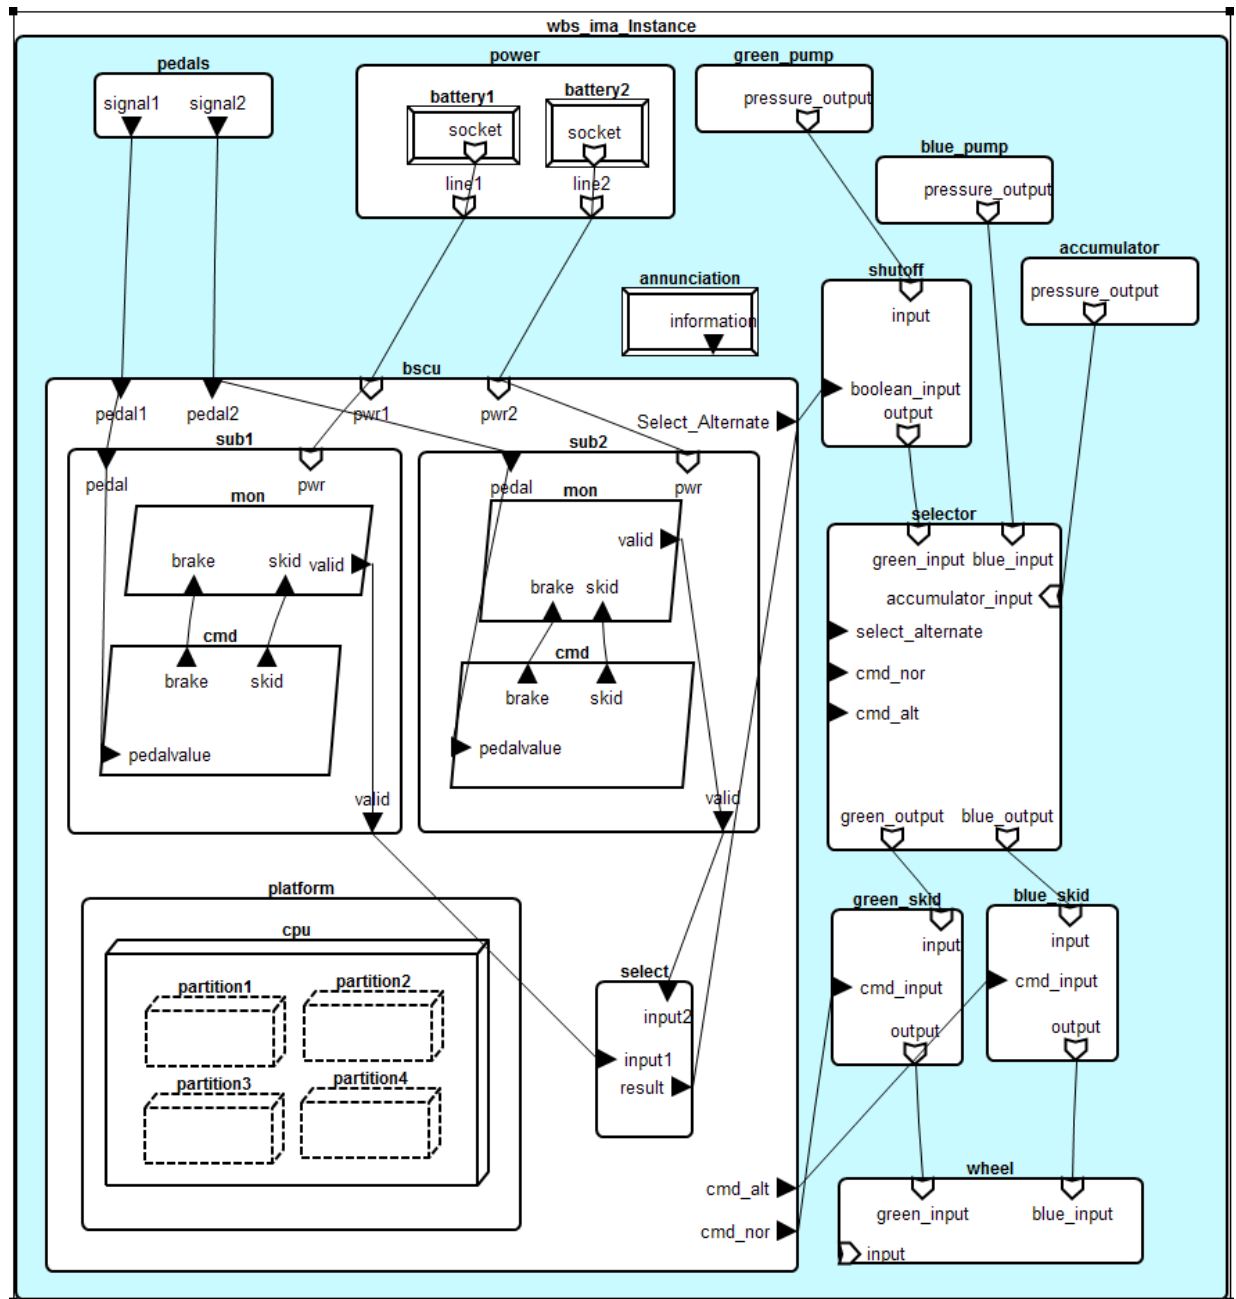 wbs_ima_Instance
pedals
signal1 signal2
power
battery1
socket
battery2
socket
line1 line2
green_pump
pressure_output
blue_pump
pressure_output
accumulator
pressure_output
annunciation
information
shutoff
input
boolean_input
output
bscu
pedal1 pedal2 pwr1 pwr2
Select_Alternate
sub1
pedal pwr
mon
brake skid valid
cmd
brake skid
pedalvalue
valid
sub2
pedal pwr
mon
valid
brake skid
cmd
brake skid
pedalvalue
valid
selector
green_input blue_input
accumulator_input
select_alternate
cmd_nor
cmd_alt
green_output blue_output
platform
cpu
partition1 partition2
partition3 partition4
select
input2
input1
result
cmd_alt
cmd_nor
green_skid
input
cmd_input
output
blue_skid
input
cmd_input
output
wheel
green_input blue_input
input